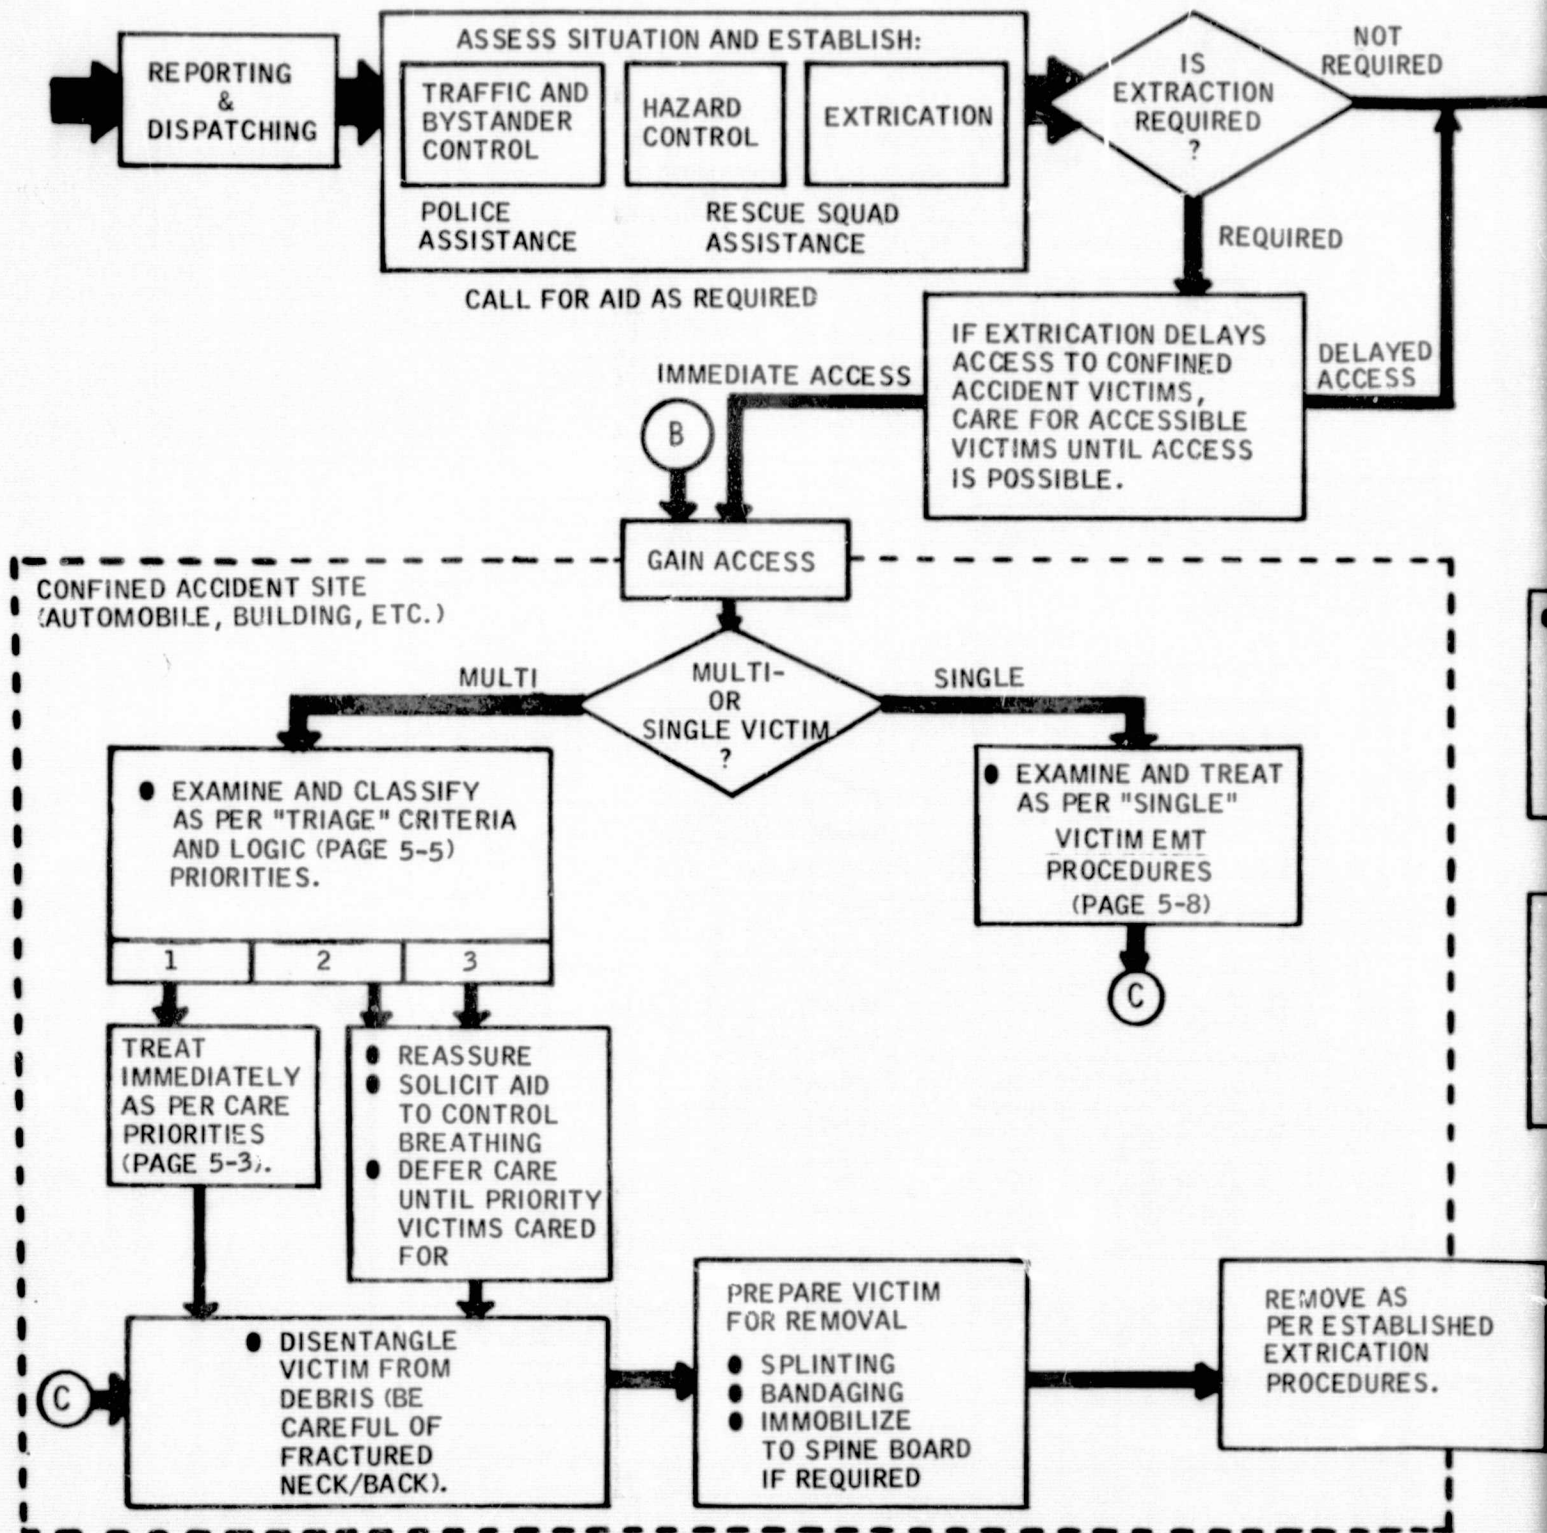 REPORTING
&
DISPATCHING
ASSESS SITUATION AND ESTABLISH:
TRAFFIC AND
BYSTANDER
CONTROL
HAZARD
CONTROL
EXTRICATION
POLICE
ASSISTANCE
RESCUE SQUAD
ASSISTANCE
CALL FOR AID AS REQUIRED
IS
EXTRACTION
REQUIRED
?
NOT
REQUIRED
REQUIRED
IF EXTRICATION DELAYS
ACCESS TO CONFINED
ACCIDENT VICTIMS,
CARE FOR ACCESSIBLE
VICTIMS UNTIL ACCESS
IS POSSIBLE.
DELAYED
ACCESS
IMMEDIATE ACCESS
B
GAIN ACCESS
CONFINED ACCIDENT SITE
(AUTOMOBILE, BUILDING, ETC.)
MULTI-
OR
SINGLE VICTIM
?
MULTI
SINGLE
● EXAMINE AND CLASSIFY
AS PER "TRIAGE" CRITERIA
AND LOGIC (PAGE 5-5)
PRIORITIES.
1 2 3
● EXAMINE AND TREAT
AS PER "SINGLE"
VICTIM EMT
PROCEDURES
(PAGE 5-8)
C
TREAT
IMMEDIATELY
AS PER CARE
PRIORITIES
(PAGE 5-3).
● REASSURE
● SOLICIT AID
TO CONTROL
BREATHING
● DEFER CARE
UNTIL PRIORITY
VICTIMS CARED
FOR
C
● DISENTANGLE
VICTIM FROM
DEBRIS (BE
CAREFUL OF
FRACTURED
NECK/BACK).
PREPARE VICTIM
FOR REMOVAL
● SPLINTING
● BANDAGING
● IMMOBILIZE
TO SPINE BOARD
IF REQUIRED
REMOVE AS
PER ESTABLISHED
EXTRICATION
PROCEDURES.